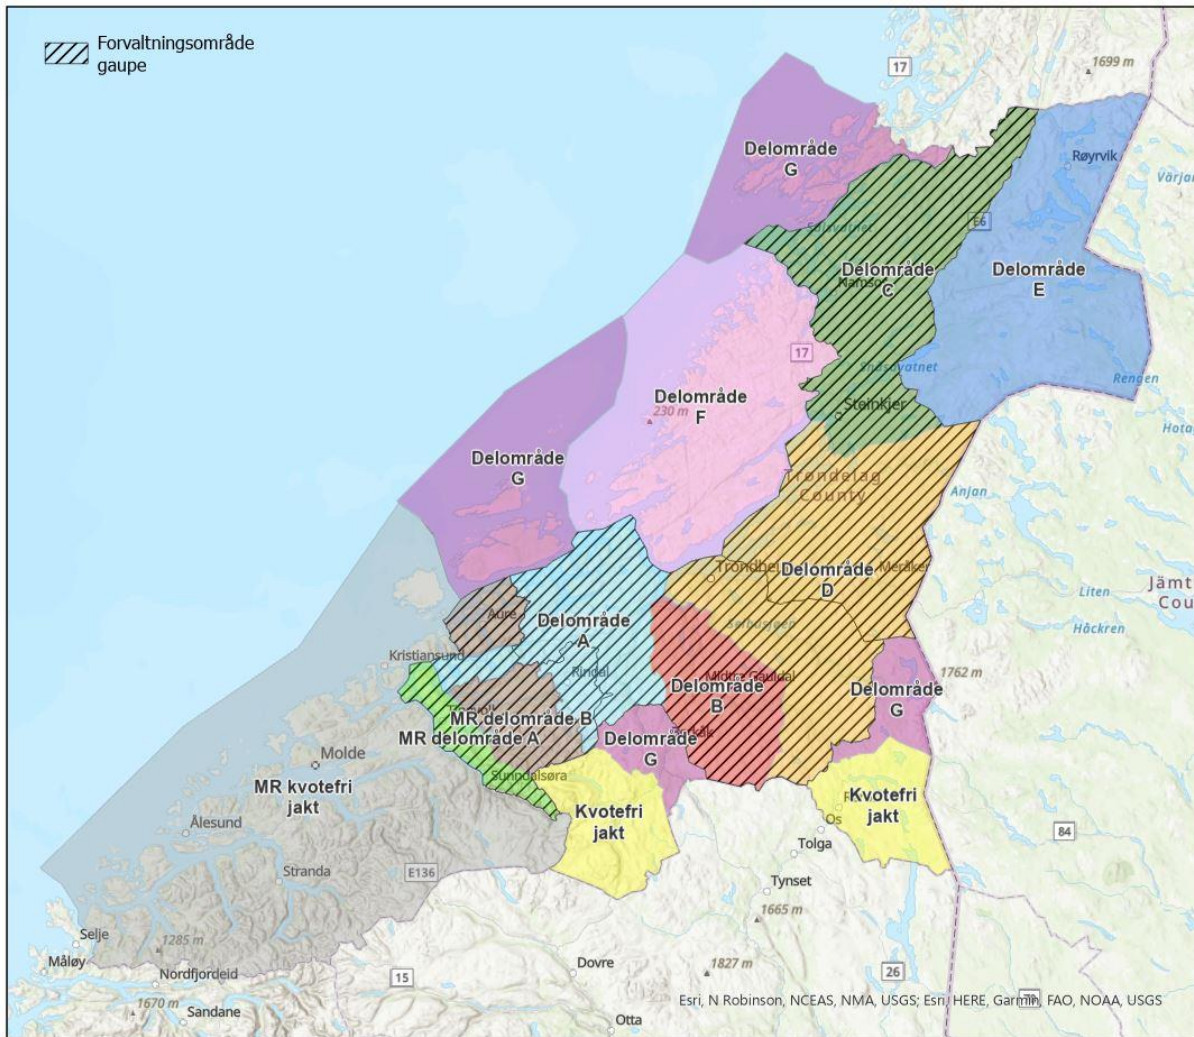 Forvaltningsområde
gaupe
1699 m
17
Delområde
G
Røyrvik
E6
Delområde
C
Delområde
E
Snåsavatnet
Rengen
17
Delområde
F
230 m
Steinkjer
Delområde
G
Trøndelag
County
Anjan
Meråker
Delområde
D
Liten
Håckren
Aure
Delområde
A
Rindal
Kristiansund
1762 m
Delområde
B
Delområde
G
MR delområde B
MR delområde A
Delområde
G
Molde
Sunndalsøra
MR kvotefri
jakt
Kvotefri
jakt
Kvotefri
jakt
Ålesund
Os
84
Tolga
Stranda
E136
Tynset
1665 m
Selje
1285 m
Måløy
Nordfjordeid
15
Dovre
1827 m
26
Esri, N Robinson, NCEAS, NMA, USGS; Esri, HERE, Garmin, FAO, NOAA, USGS
1670 m
Sandane
Otta